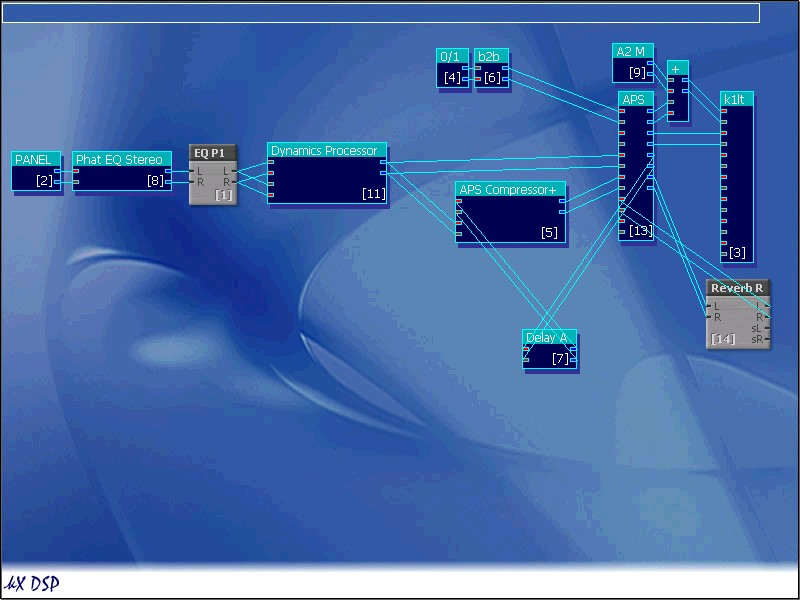 0/1
[4]
b2b
[6]
A2 M
[9]
+
APS
[13]
k1lt
[3]
PANEL
[2]
Phat EQ Stereo
[8]
EQ P1
L L
R R
[1]
Dynamics Processor
[11]
APS Compressor+
[5]
Delay A
[7]
Reverb R
L L
R R
sL
[14] sR
kX DSP